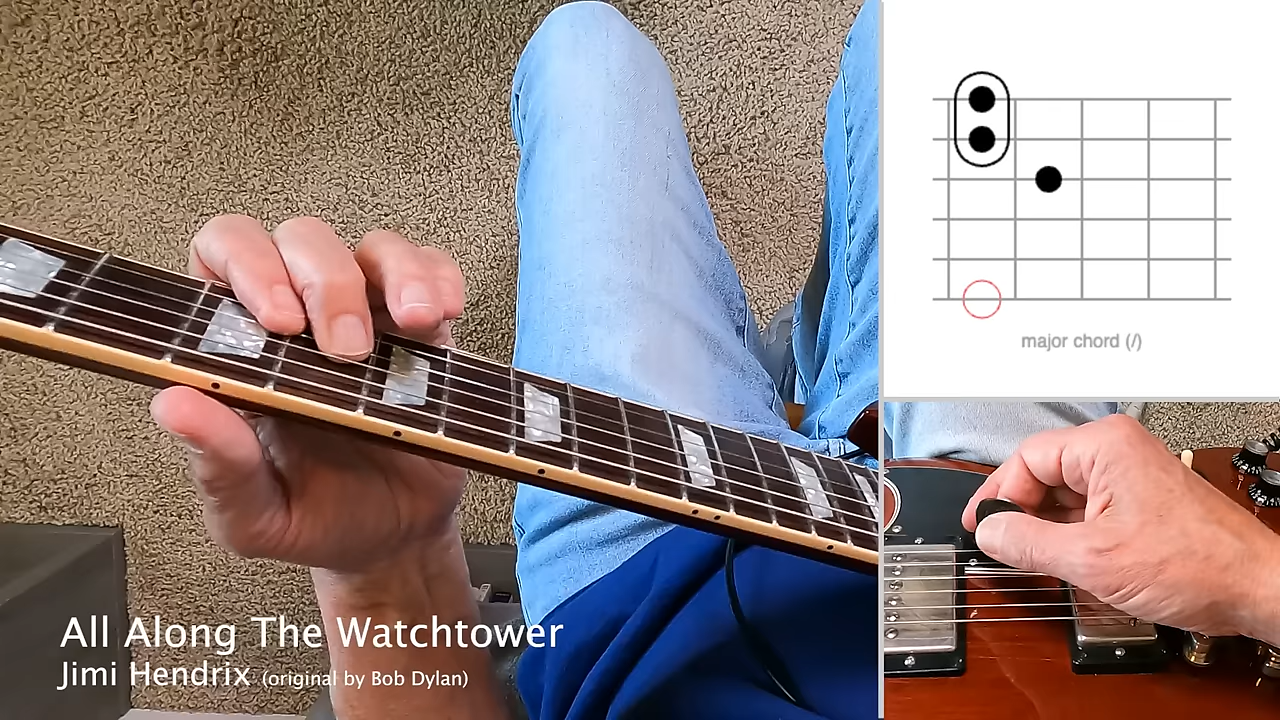 major chord (/)
All Along The Watchtower
Jimi Hendrix (original by Bob Dylan)